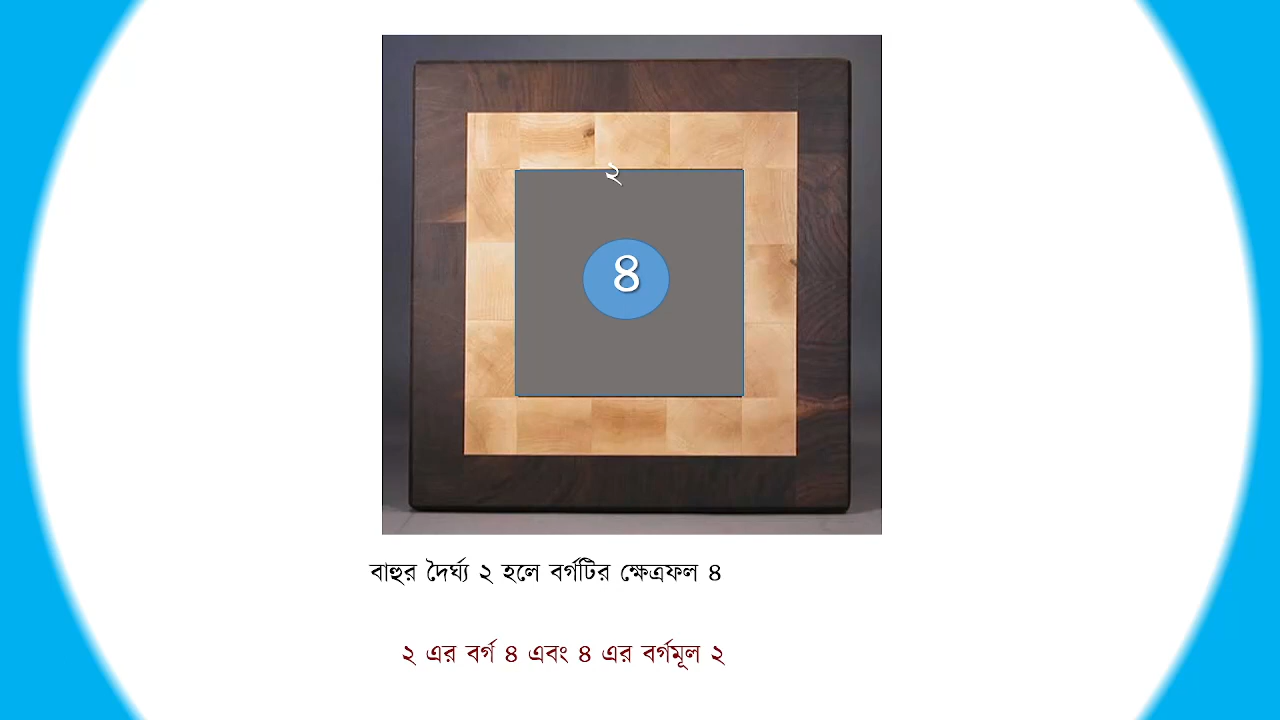 ২
৪
বাহুর দৈর্ঘ্য ২ হলে বর্গটির ক্ষেত্রফল ৪
২ এর বর্গ ৪ এবং ৪ এর বর্গমূল ২